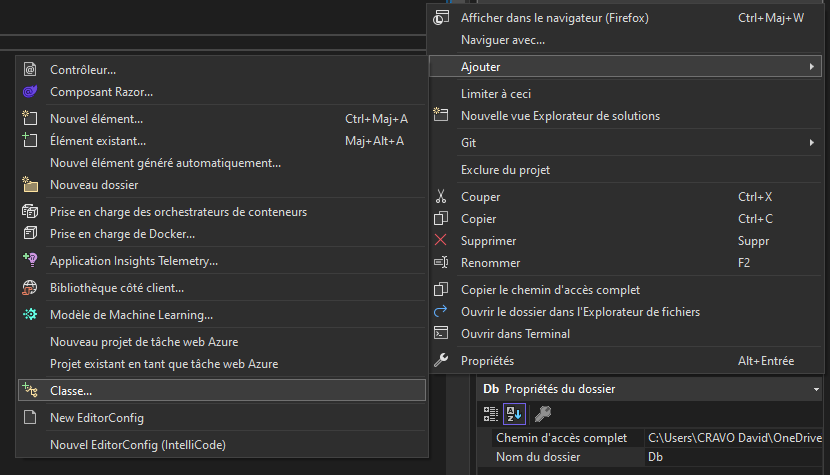 Afficher dans le navigateur (Firefox) Ctrl+Maj+W
Naviguer avec...
Ajouter
Limiter à ceci
Nouvelle vue Explorateur de solutions
Git
Exclure du projet
Couper Ctrl+X
Copier Ctrl+C
Supprimer Suppr
Renommer F2
Copier le chemin d'accès complet
Ouvrir le dossier dans l'Explorateur de fichiers
Ouvrir dans Terminal
Propriétés Alt+Entrée
Contrôleur...
Composant Razor...
Nouvel élément... Ctrl+Maj+A
Élément existant... Maj+Alt+A
Nouvel élément généré automatiquement...
Nouveau dossier
Prise en charge des orchestrateurs de conteneurs
Prise en charge de Docker...
Application Insights Telemetry...
Bibliothèque côté client...
Modèle de Machine Learning...
Nouveau projet de tâche web Azure
Projet existant en tant que tâche web Azure
Classe...
New EditorConfig
Nouvel EditorConfig (IntelliCode)
Db Propriétés du dossier
Chemin d'accès complet C:\Users\CRAVO David\OneDrive
Nom du dossier Db